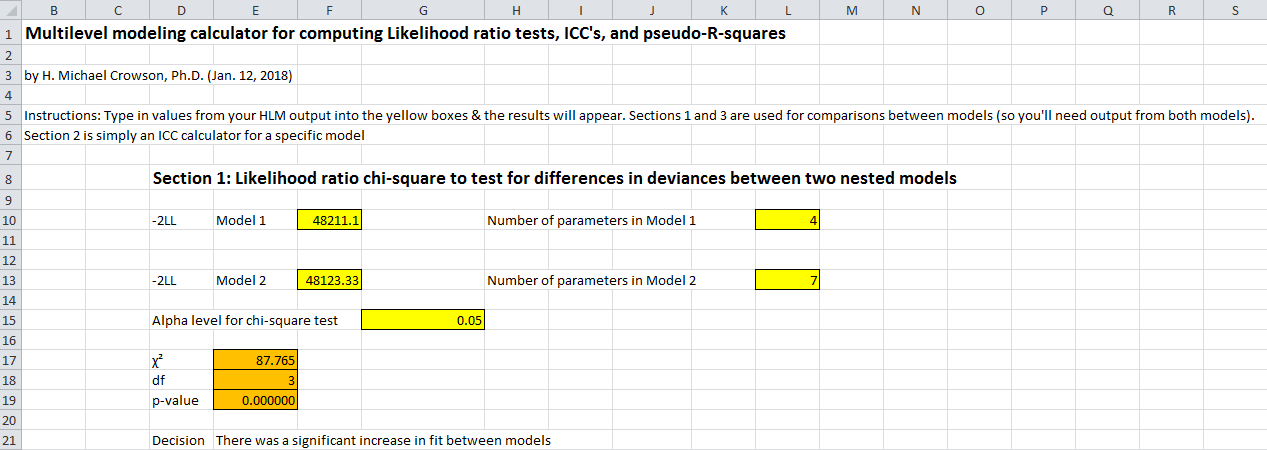 B C D E F G H I J K L M N O P Q R S
1 Multilevel modeling calculator for computing Likelihood ratio tests, ICC's, and pseudo-R-squares
2
3 by H. Michael Crowson, Ph.D. (Jan. 12, 2018)
4
5 Instructions: Type in values from your HLM output into the yellow boxes & the results will appear. Sections 1 and 3 are used for comparisons between models (so you'll need output from both models).
6 Section 2 is simply an ICC calculator for a specific model
7
8 Section 1: Likelihood ratio chi-square to test for differences in deviances between two nested models
9
10 -2LL Model 1 48211.1 Number of parameters in Model 1 4
11
12
13 -2LL Model 2 48123.33 Number of parameters in Model 2 7
14
15 Alpha level for chi-square test 0.05
16
17 χ² 87.765
18 df 3
19 p-value 0.000000
20
21 Decision There was a significant increase in fit between models